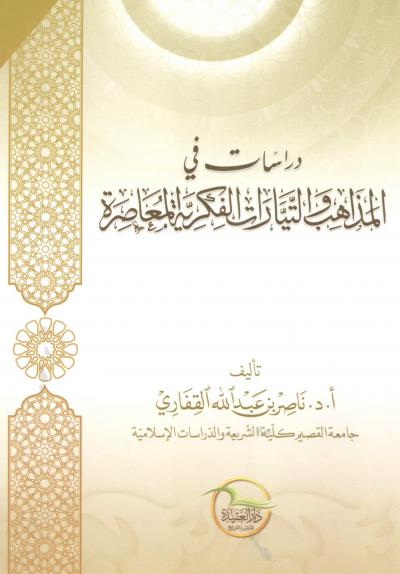 دراسات في
المذاهب والتيارات الفكرية المعاصرة
تأليف
أ.د. ناصر بن عبد الله القفاري
جامعة القصيم كلية الشريعة والدراسات الإسلامية
دار العقيدة